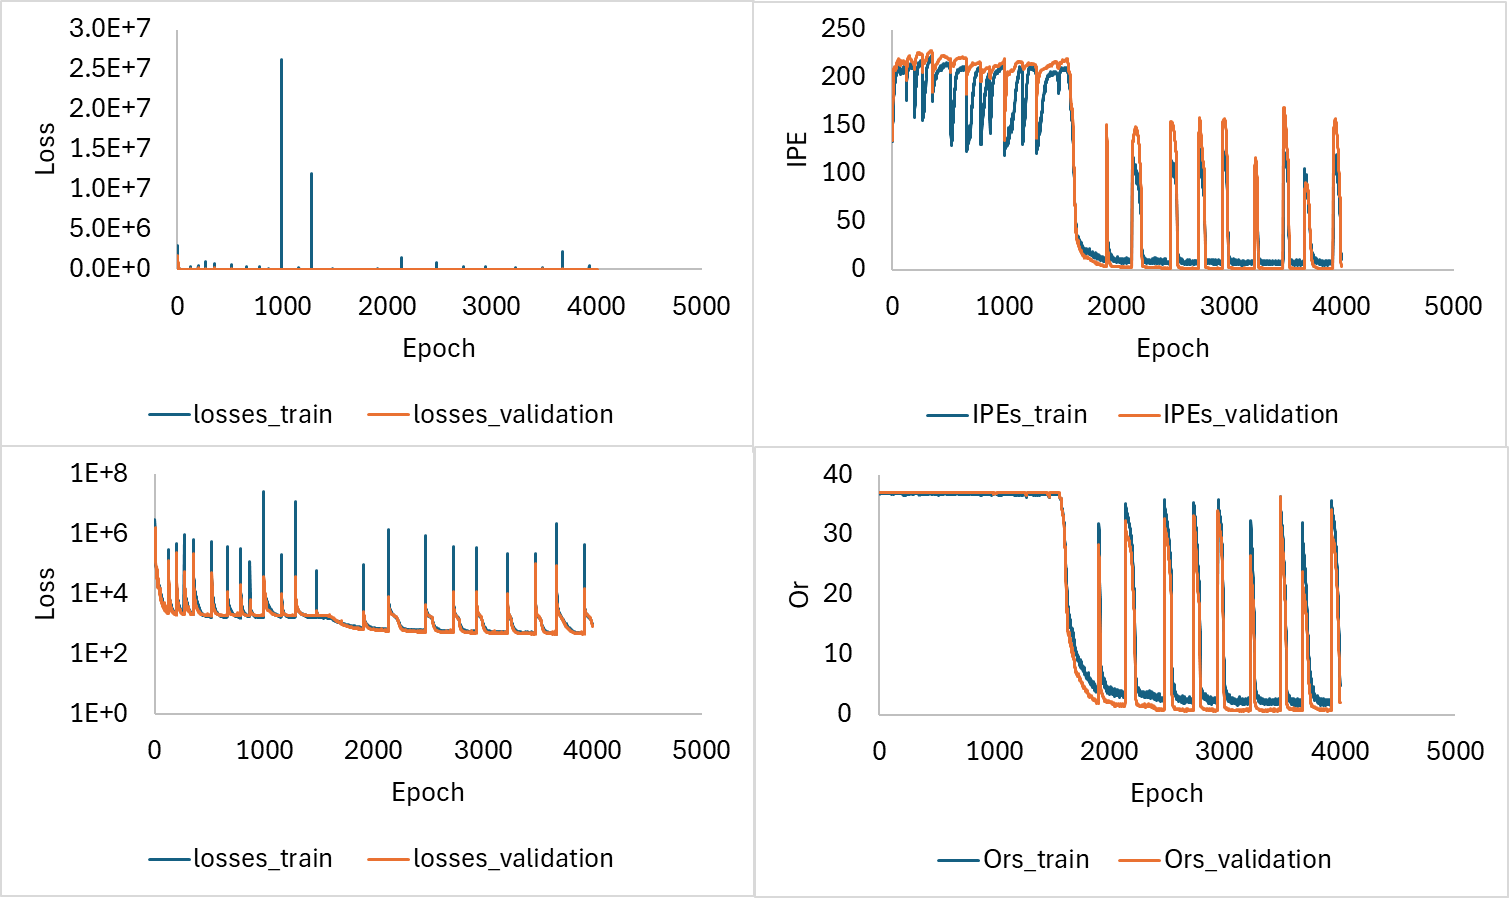 3.0E+7
2.5E+7
2.0E+7
1.5E+7
1.0E+7
5.0E+6
0.0E+0
Loss
0 1000 2000 3000 4000 5000
Epoch
losses_train losses_validation
250
200
150
100
50
0
IPE
0 1000 2000 3000 4000 5000
Epoch
IPEs_train IPEs_validation
1E+8
1E+6
1E+4
1E+2
1E+0
Loss
0 1000 2000 3000 4000 5000
Epoch
losses_train losses_validation
40
30
20
10
0
Or
0 1000 2000 3000 4000 5000
Epoch
Ors_train Ors_validation